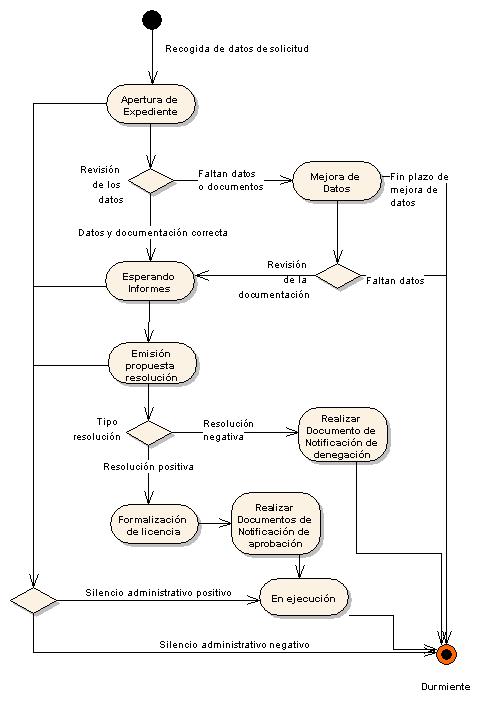 Recogida de datos de solicitud
Apertura de
Expediente
Revisión
de los
datos
Faltan datos
o documentos
Mejora de
Datos
Fin plazo de
mejora de
datos
Datos y documentación correcta
Esperando
Informes
Revisión
de la
documentación
Faltan datos
Emisión
propuesta
resolución
Tipo
resolución
Resolución
negativa
Realizar
Documento de
Notificación de
denegación
Resolución positiva
Formalización
de licencia
Realizar
Documentos de
Notificación de
aprobación
Silencio administrativo positivo
En ejecución
Silencio administrativo negativo
Durmiente